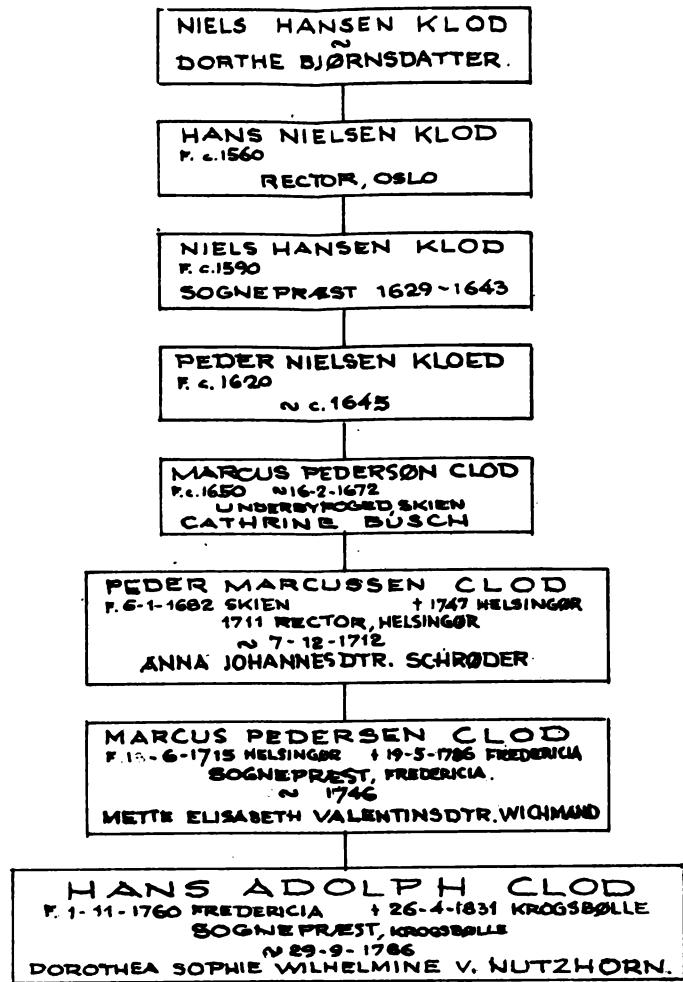 NIELS HANSEN KLOD
~
DORTHE BJØRNSDATTER.
HANS NIELSEN KLOD
F. c.1560
RECTOR, OSLO
NIELS HANSEN KLOD
F. c.1590
SOGNEPRÆST 1629~1643
PEDER NIELSEN KLOED
F. c. 1620
~ c. 1645
MARCUS PEDERSØN CLOD
F. c. 1650 ~16-2-1672
UNDERBYFOGED, SKIEN
CATHRINE BUSCH
PEDER MARCUSSEN CLOD
F. 6-1-1682 SKIEN † 1747 HELSINGØR
1711 RECTOR, HELSINGØR
~ 7-12-1712
ANNA JOHANNESDTR. SCHRØDER
MARCUS PEDERSEN CLOD
F. -6-1715 HELSINGØR † 19-5-1786 FREDERICIA
SOGNEPRÆST, FREDERICIA.
~ 1746
METTE ELISABETH VALENTINSDTR. WICHMAND
HANS ADOLPH CLOD
F. 1-11-1760 FREDERICIA † 26-4-1831 KROGSBØLLE
SOGNEPRÆST, KROGSBØLLE
~ 29-9-1786
DOROTHEA SOPHIE WILHELMINE V. NUTZHORN.